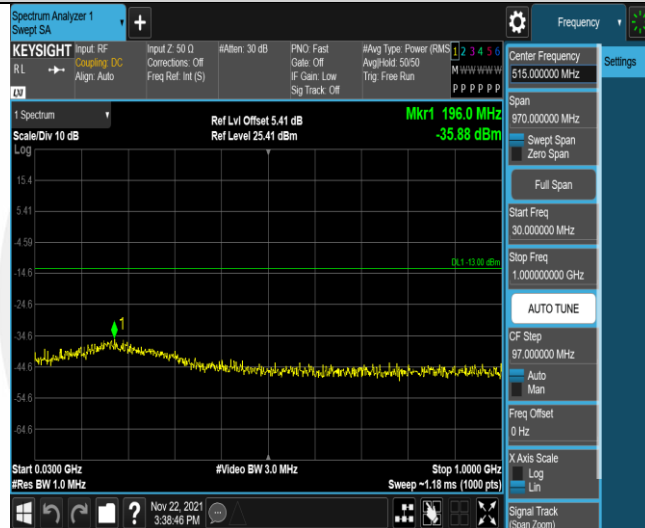 Spectrum Analyzer 1
Swept SA
Frequency
KEYSIGHT
RL
LXI
Input: RF
Coupling: DC
Align: Auto
Input Z: 50 Ω
Corrections: Off
Freq Ref: Int (S)
#Atten: 30 dB
PNO: Fast
Gate: Off
IF Gain: Low
Sig Track: Off
#Avg Type: Power (RMS
Avg|Hold: 50/50
Trig: Free Run
1 2 3 4 5 6
M W W W W W
P P P P P P
Center Frequency
515.000000 MHz
Settings
Span
970.000000 MHz
Swept Span
Zero Span
Full Span
Start Freq
30.000000 MHz
Stop Freq
1.000000000 GHz
AUTO TUNE
CF Step
97.000000 MHz
Auto
Man
Freq Offset
0 Hz
X Axis Scale
Log
Lin
Signal Track
(Span Zoom)
1 Spectrum
Scale/Div 10 dB
Log
Ref Lvl Offset 5.41 dB
Ref Level 25.41 dBm
Mkr1 196.0 MHz
-35.88 dBm
15.4
5.41
-4.59
DL1 -13.00 dBm
-14.6
-24.6
1
-34.6
-44.6
-54.6
-64.6
Start 0.0300 GHz
#Res BW 1.0 MHz
#Video BW 3.0 MHz
Stop 1.0000 GHz
Sweep ~1.18 ms (1000 pts)
?
Nov 22, 2021
3:38:46 PM